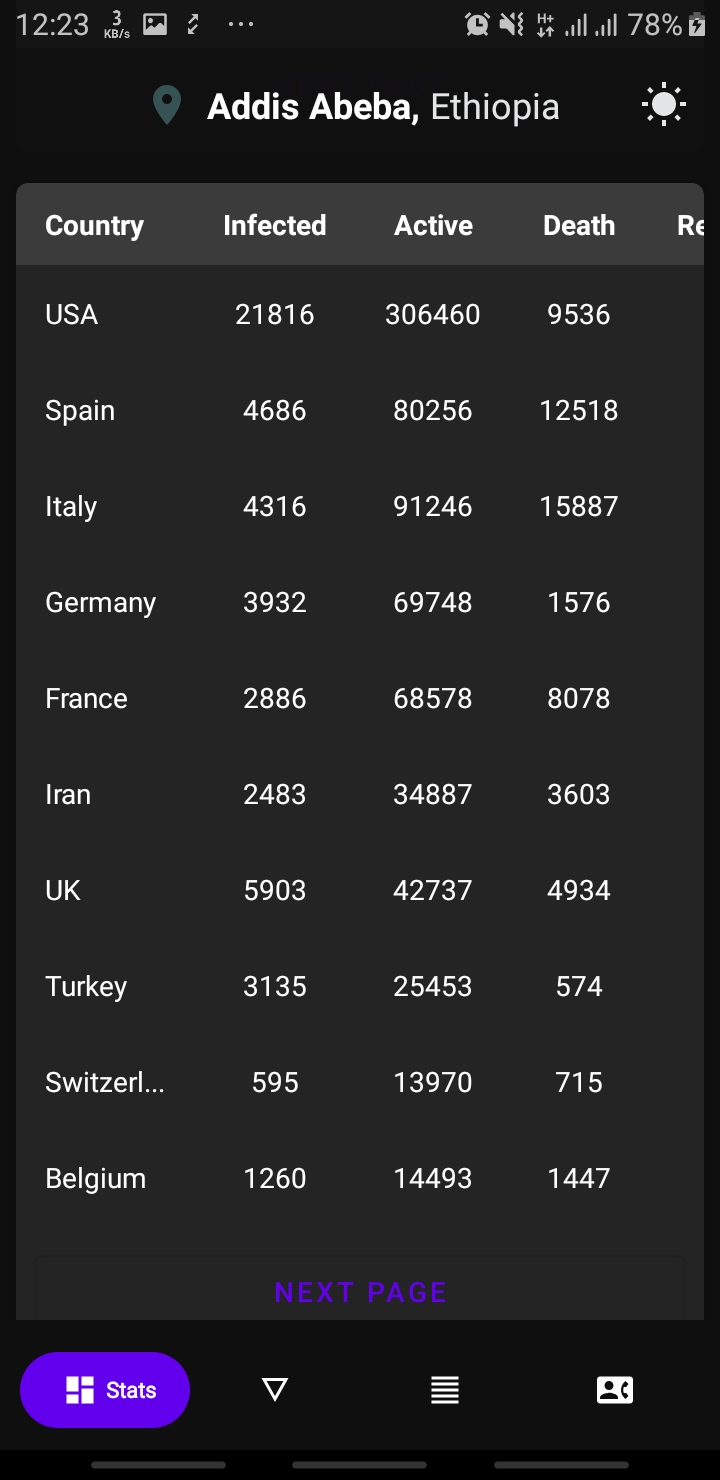 12:23 3 KB/s H+ 78%
Addis Abeba, Ethiopia
Country Infected Active Death Re
USA 21816 306460 9536
Spain 4686 80256 12518
Italy 4316 91246 15887
Germany 3932 69748 1576
France 2886 68578 8078
Iran 2483 34887 3603
UK 5903 42737 4934
Turkey 3135 25453 574
Switzerl... 595 13970 715
Belgium 1260 14493 1447
NEXT PAGE
Stats